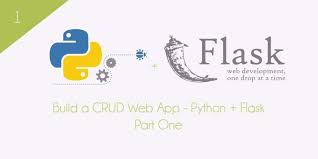 1
+ Flask
web development,
one drop at a time
Build a CRUD Web App - Python + Flask
Part One